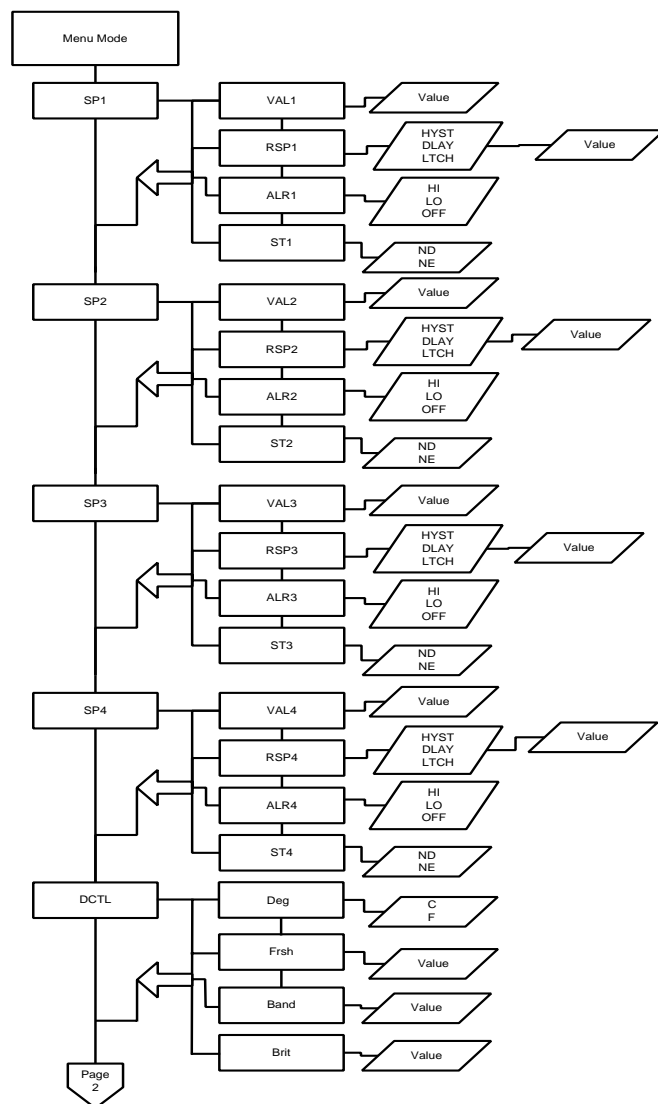 Menu Mode
SP1
VAL1
Value
RSP1
HYST
DLAY
LTCH
Value
ALR1
HI
LO
OFF
ST1
ND
NE
SP2
VAL2
Value
RSP2
HYST
DLAY
LTCH
Value
ALR2
HI
LO
OFF
ST2
ND
NE
SP3
VAL3
Value
RSP3
HYST
DLAY
LTCH
Value
ALR3
HI
LO
OFF
ST3
ND
NE
SP4
VAL4
Value
RSP4
HYST
DLAY
LTCH
Value
ALR4
HI
LO
OFF
ST4
ND
NE
DCTL
Deg
C
F
Frsh
Value
Band
Value
Brit
Value
Page
2